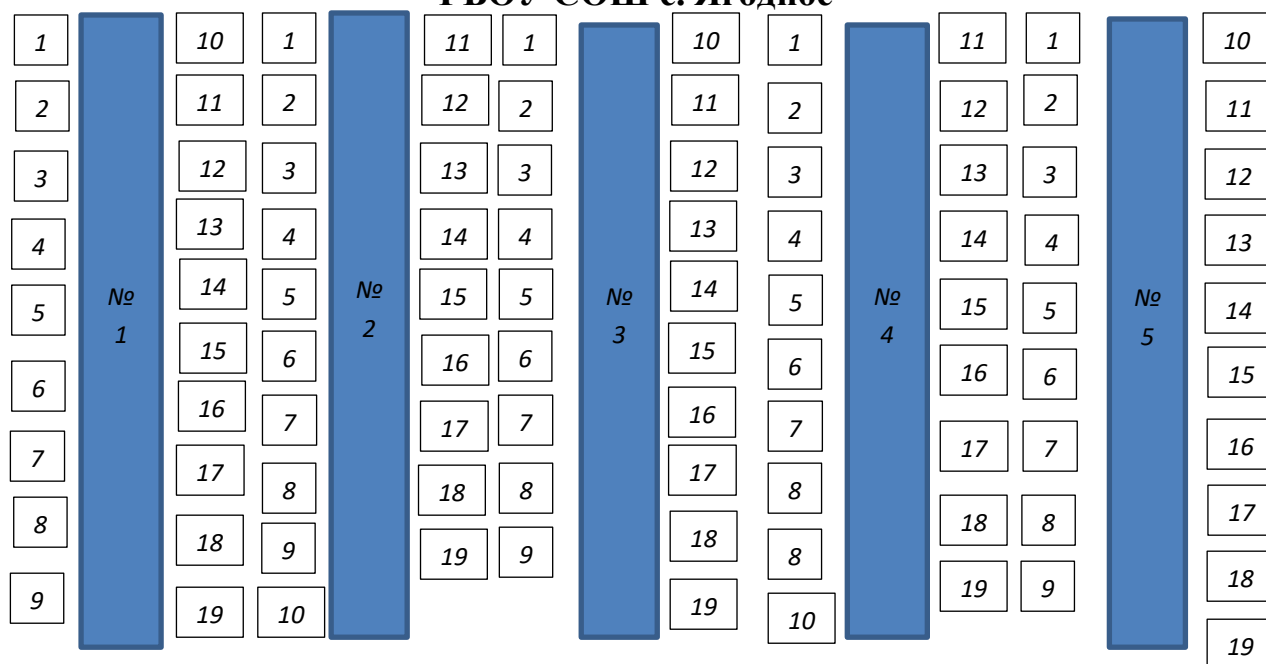 ГБОУ СОШ с. Ягодное
1 10 1 11 1 10 1 11 1 10
2 11 2 12 2 11 2 12 2 11
3 12 3 13 3 12 3 13 3 12
4 13 4 14 4 13 4 14 4 13
5 № 14 5 № 15 5 № 14 5 № 15 5 № 14
1 2 3 4 5
6 15 6 16 6 15 6 16 6 15
7 16 7 17 7 16 7 17 7 16
8 17 8 18 8 17 8 18 8 17
9 18 9 19 9 18 8 19 9 18
19 10 19 10 19